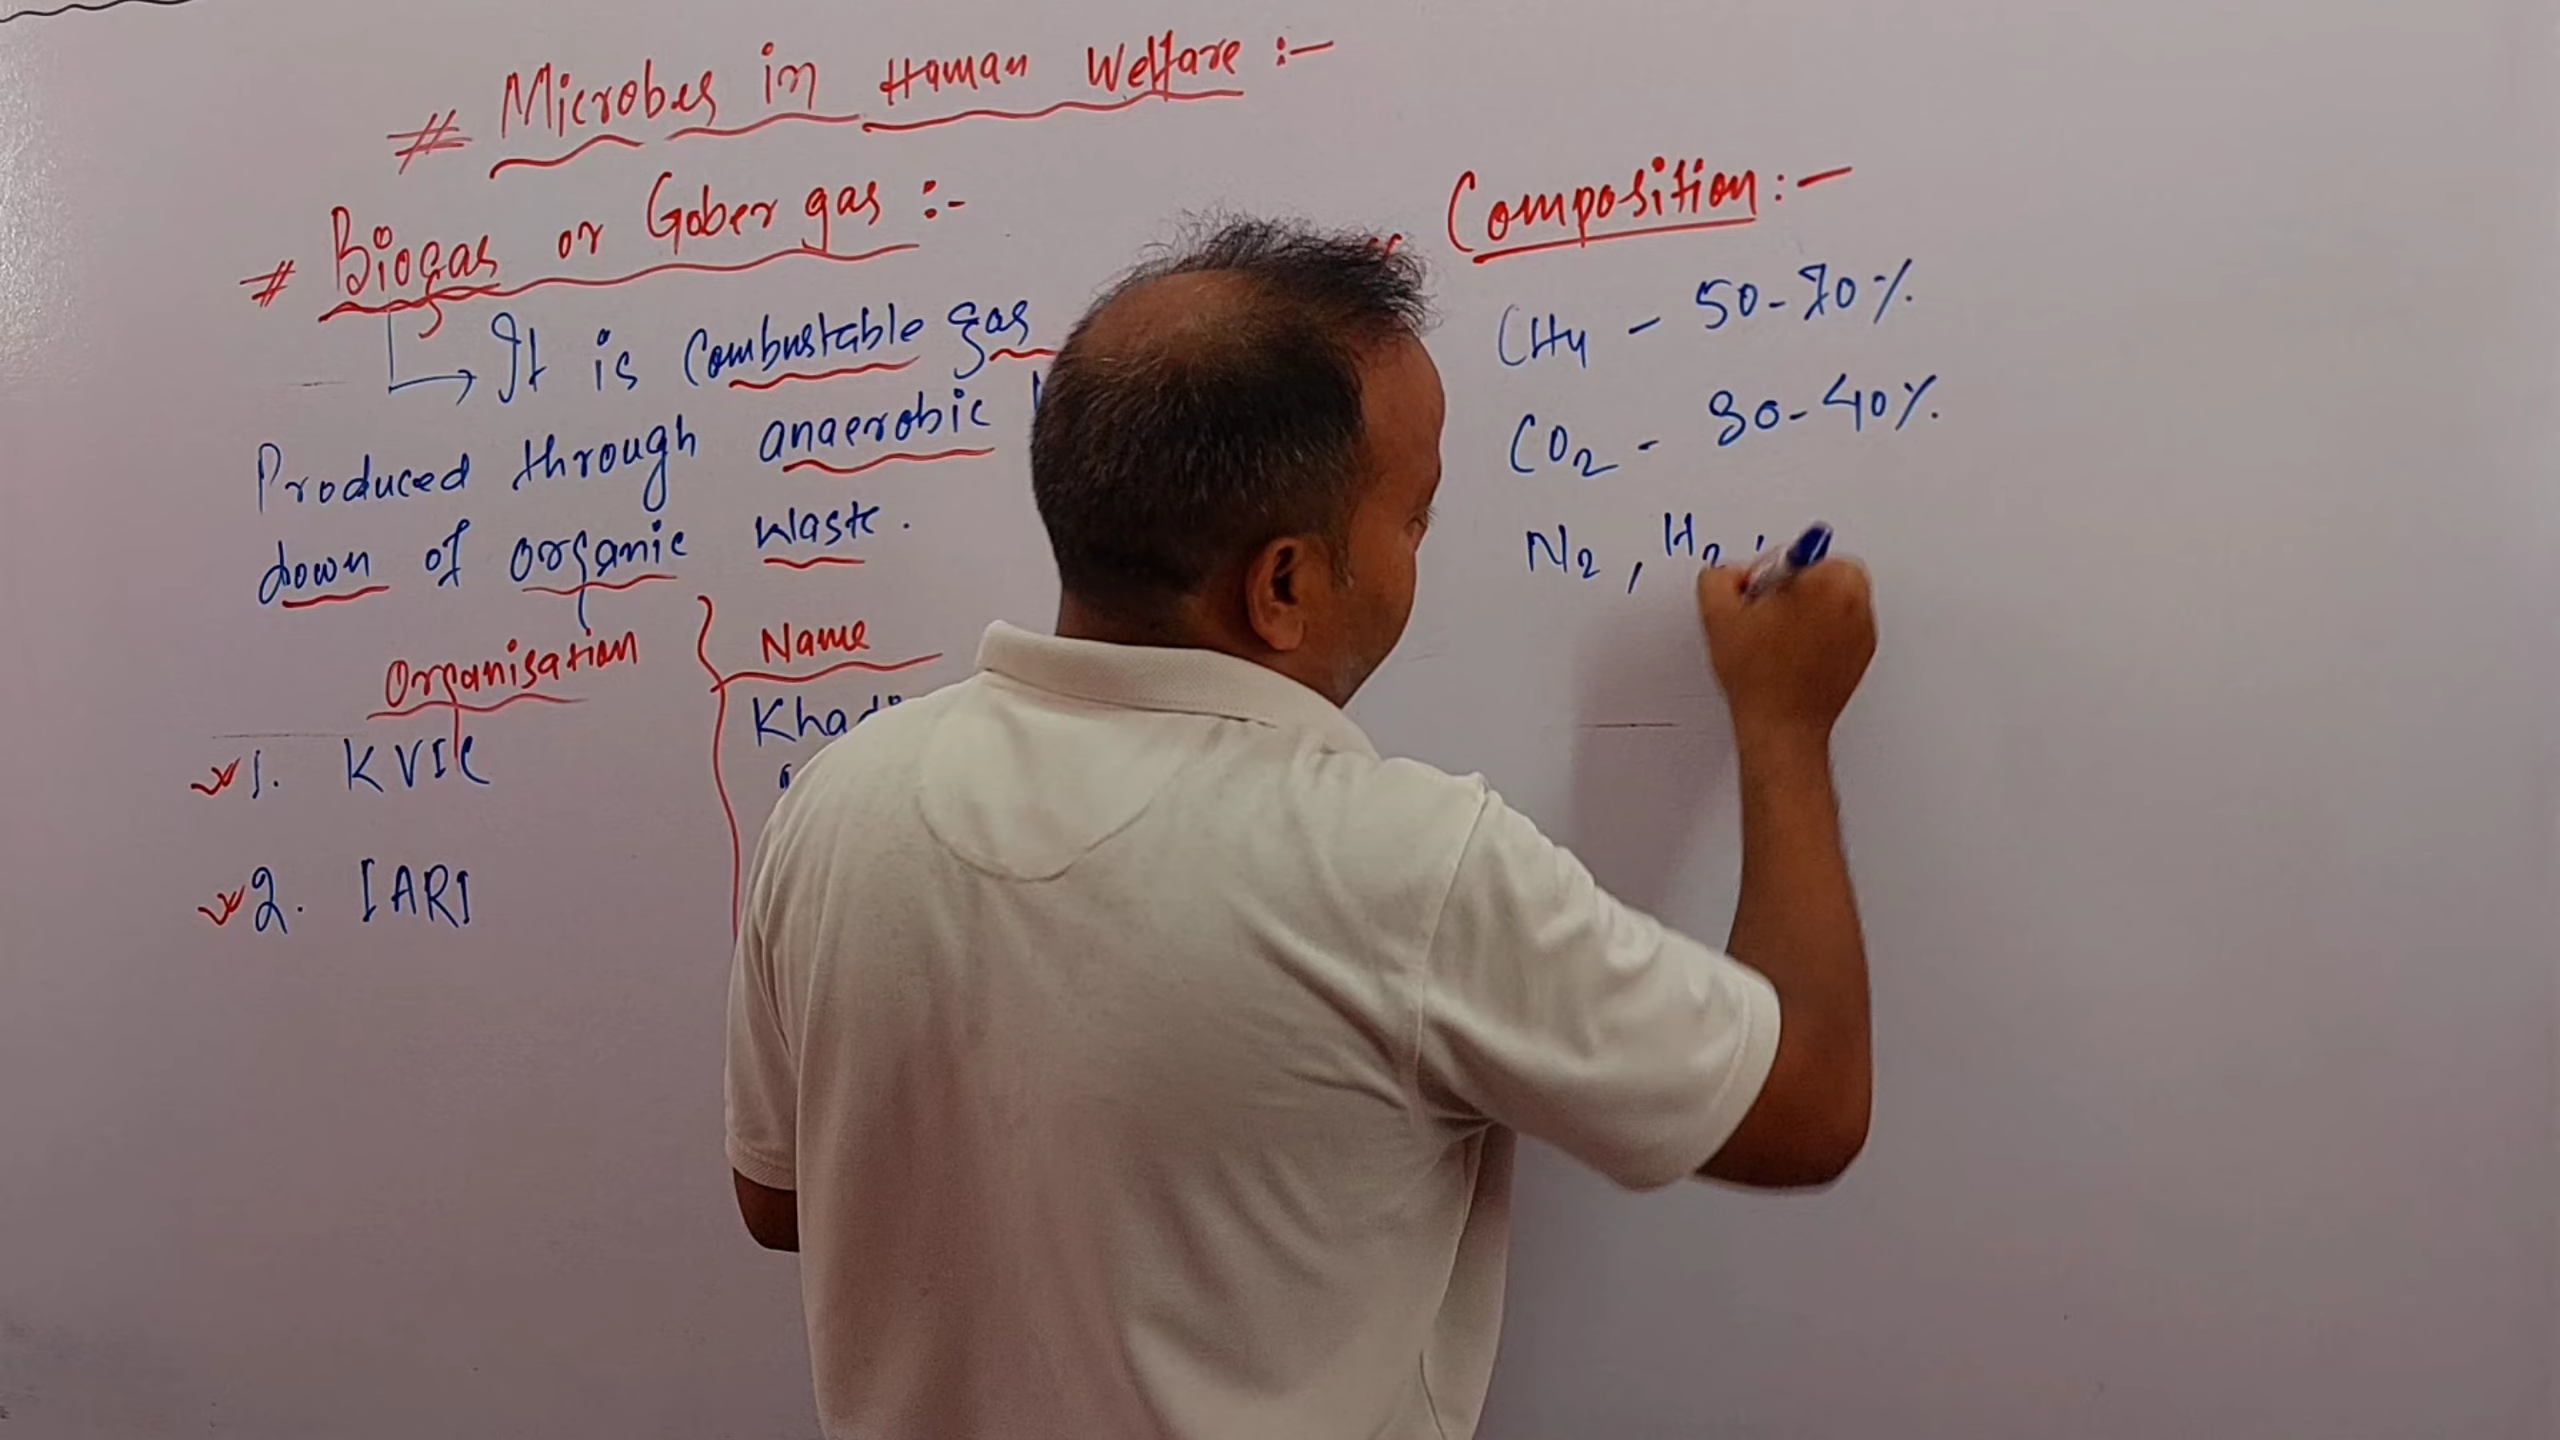 # Microbes in Human Welfare :-
# Biogas or Gober gas :-
It is Combustable gas
Produced through anaerobic
down of organic waste.
Organisation
Name
1. KVIC
2. IARI
Composition :-
CH4 - 50-70%
CO2 - 30-40%
N2 , H2 ,